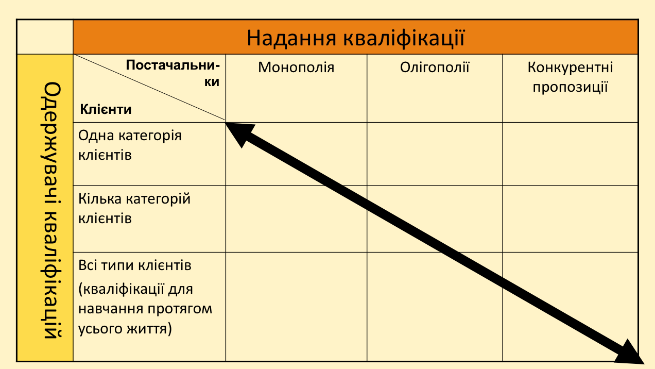 Надання кваліфікації
Одержувачі кваліфікацій
Постачальни-
ки
Клієнти
Монополія
Олігополії
Конкурентні
пропозиції
Одна категорія
клієнтів
Кілька категорій
клієнтів
Всі типи клієнтів
(кваліфікації для
навчання протягом
усього життя)